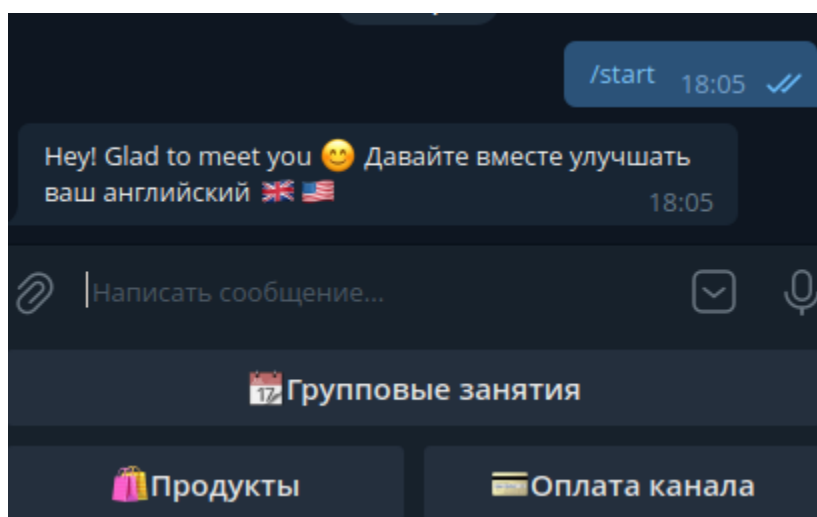 /start 18:05
Hey! Glad to meet you 😊 Давайте вместе улучшать
ваш английский 🇬🇧 🇺🇸
18:05
Написать сообщение...
📆Групповые занятия
🛍️Продукты
💳Оплата канала